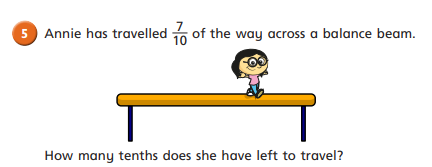 5 Annie has travelled 7/10 of the way across a balance beam.
How many tenths does she have left to travel?